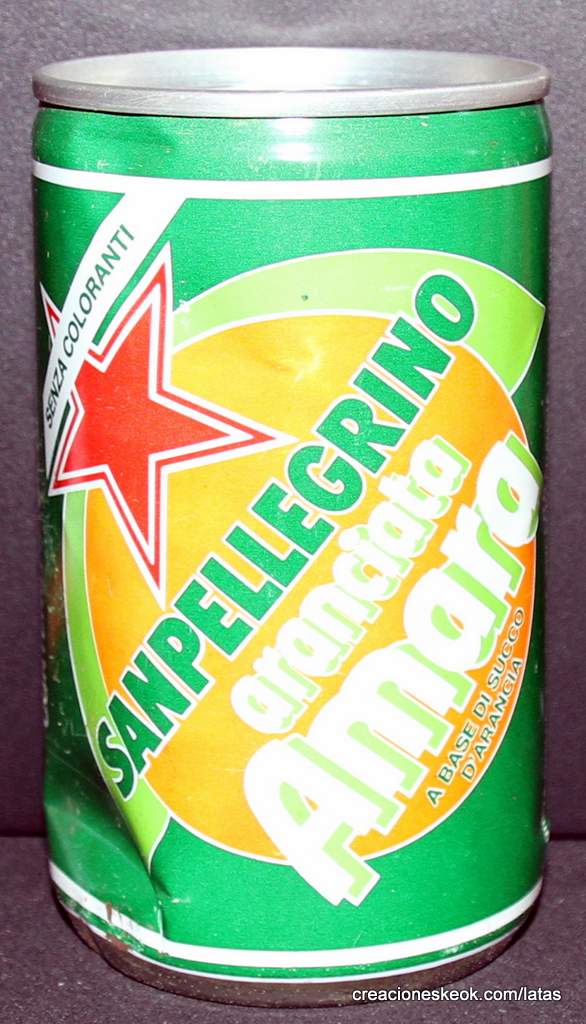 SENZA COLORANTI
SANPELLEGRINO
aranciata
Amara
A BASE DI SUCCO
D'ARANCIA
creacioneskeok.com/latas